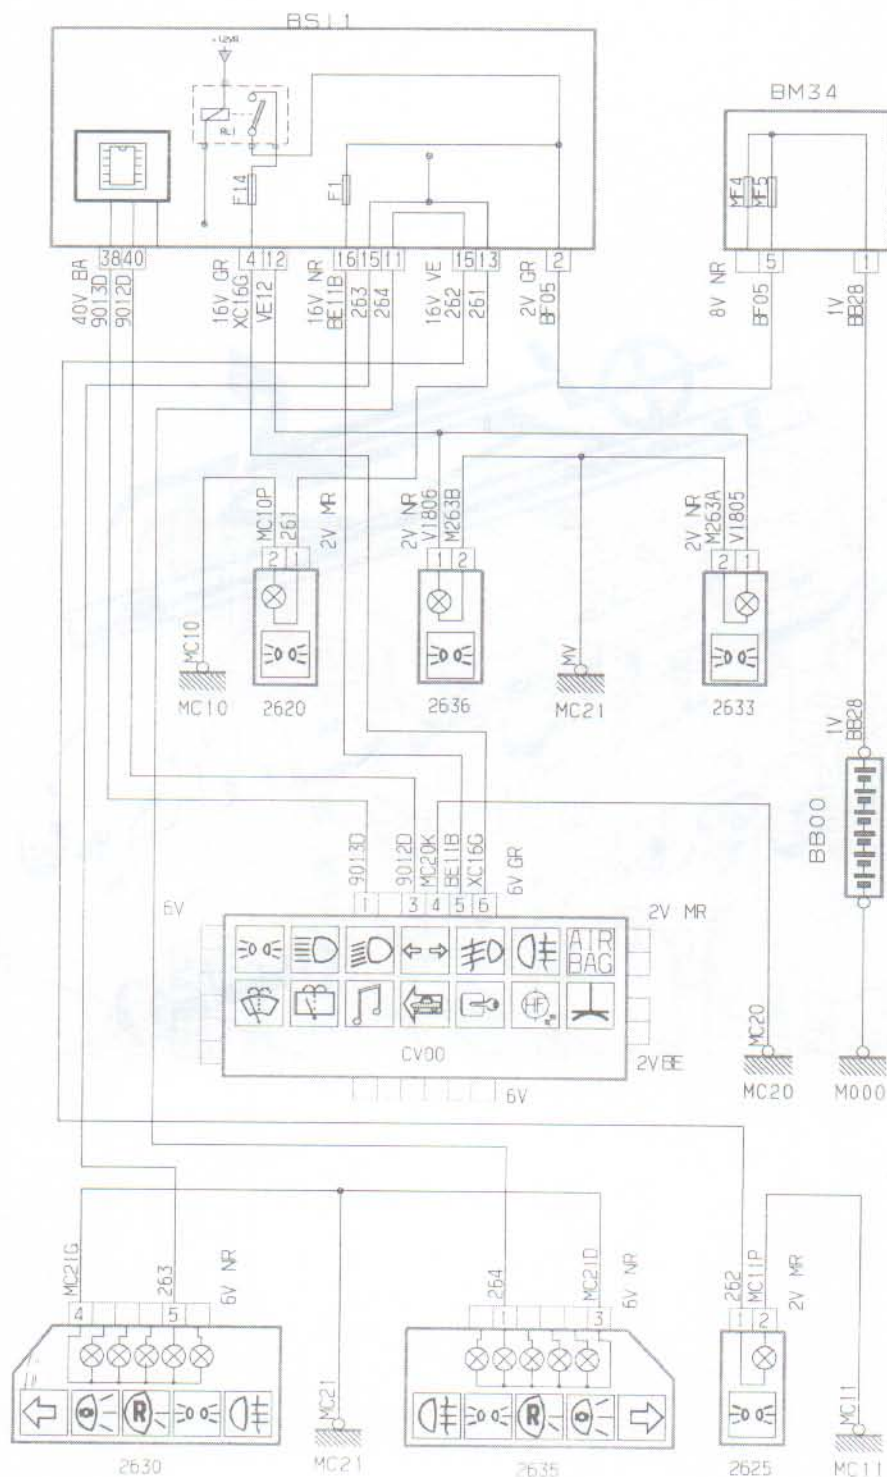 BSI1
+12VR
RL1
F14
F1
BM34
MF4
MF5
38 40
4 12
16 15 11
15 13
2
5
1
40V BA
9013D
9012D
16V GR
XC16G
VE12
16V NR
BE11B
263
264
16V VE
262
261
2V GR
BF05
8V NR
BF05
1V
BB28
MC10P
261
2V MR
2 1
2V NR
V1806
M263B
1 2
2V NR
M263A
V1805
2 1
MC10
MC10
2620
2636
MV
MC21
2633
1V
BB28
BB00
9013D
9012D
MC20K
BE11B
XC16G
6V GR
6V
1 3 4 5 6
2V MR
AIR
BAG
HF
CV00
2V BE
6V
MC20
MC20
M000
MC21G
263
6V NR
4 5
264
MC21D
6V NR
1 3
262
MC11P
2V MR
1 2
R
R
MC21
MC11
2630
MC21
2635
2625
MC11